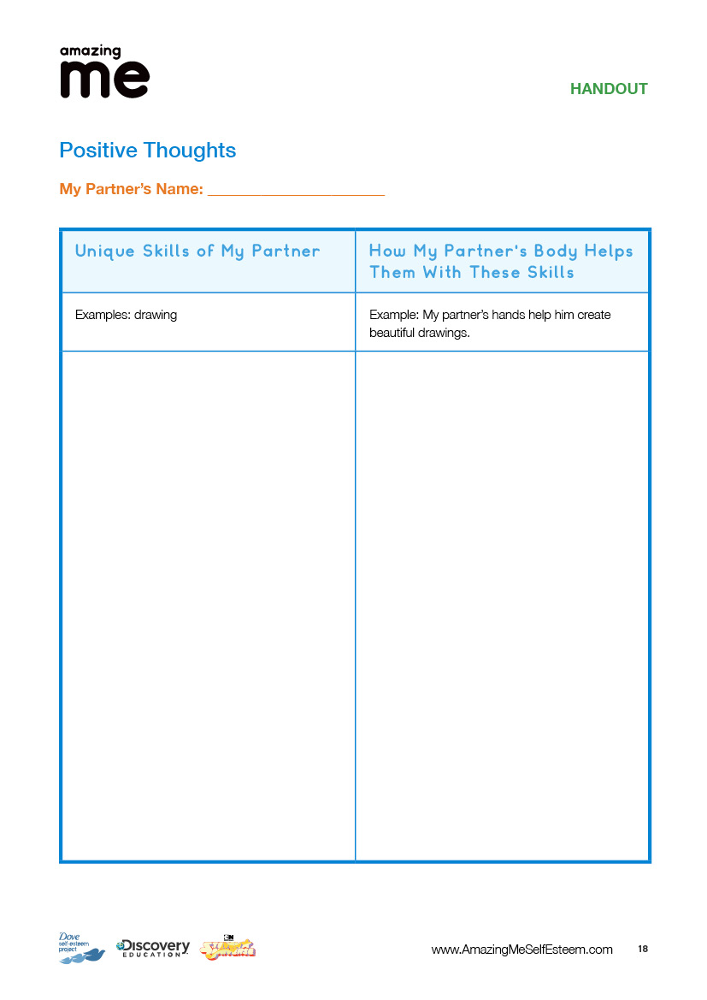 amazing
me
HANDOUT
Positive Thoughts
My Partner's Name: ____________________
Unique Skills of My Partner
How My Partner's Body Helps
Them With These Skills
Examples: drawing
Example: My partner's hands help him create
beautiful drawings.
Dove
self-esteem
project
Discovery
EDUCATION
CN
www.AmazingMeSelfEsteem.com
18